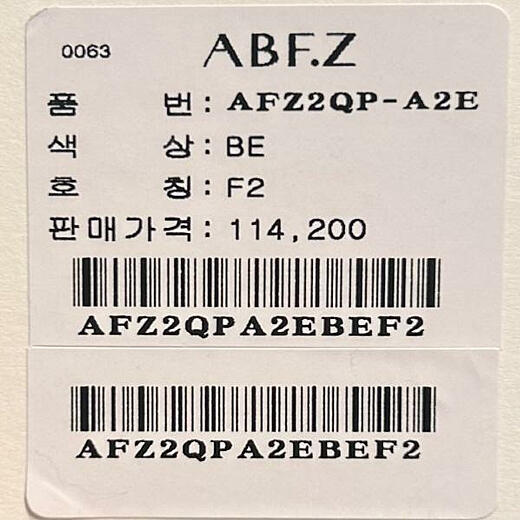 0063 ABF.Z
품 번: AFZ2QP-A2E
색 상: BE
호 칭: F2
판매가격: 114,200
AFZ2QPA2EBEF2
AFZ2QPA2EBEF2